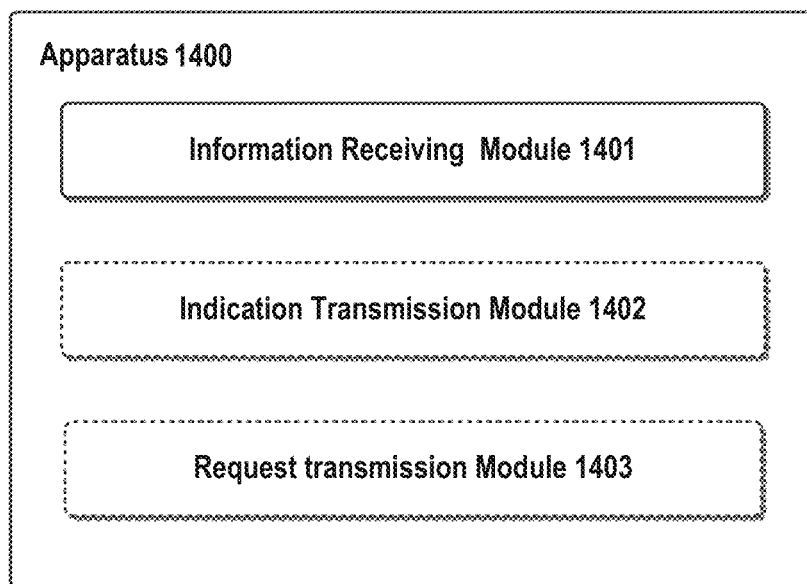 Apparatus 1400
Information Receiving Module 1401
Indication Transmission Module 1402
Request transmission Module 1403